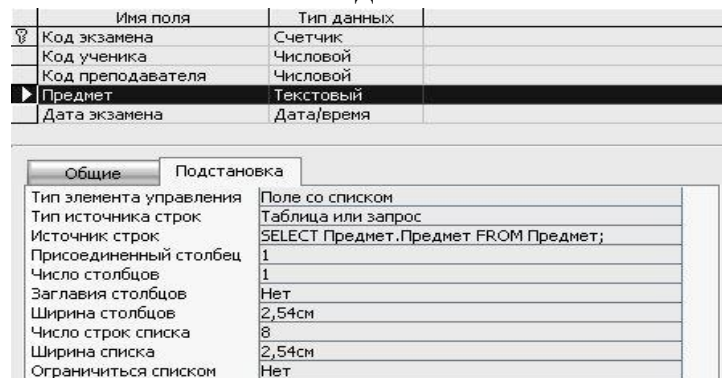 Имя поля Тип данных
Код экзамена Счетчик
Код ученика Числовой
Код преподавателя Числовой
Предмет Текстовый
Дата экзамена Дата/время
Общие Подстановка
Тип элемента управления Поле со списком
Тип источника строк Таблица или запрос
Источник строк SELECT Предмет.Предмет FROM Предмет;
Присоединенный столбец 1
Число столбцов 1
Заглавия столбцов Нет
Ширина столбцов 2,54см
Число строк списка 8
Ширина списка 2,54см
Ограничиться списком Нет